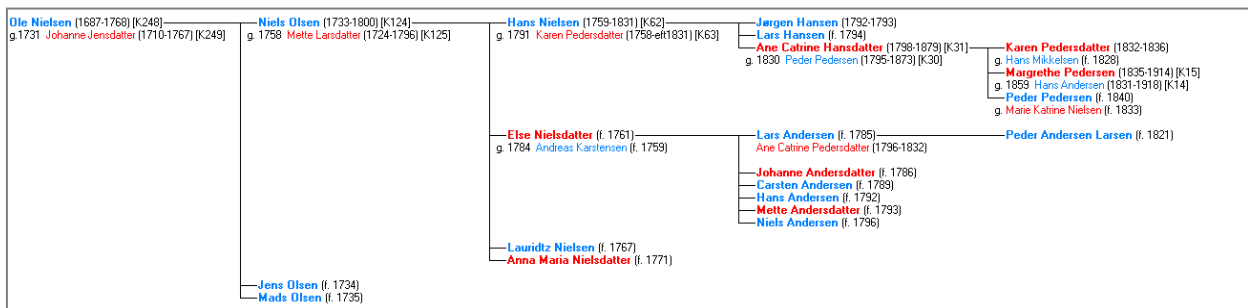 Ole Nielsen (1687-1768) [K248]
g.1731 Johanne Jensdatter (1710-1767) [K249]
Niels Olsen (1733-1800) [K124]
g. 1758 Mette Larsdatter (1724-1796) [K125]
Hans Nielsen (1759-1831) [K62]
g. 1791 Karen Pedersdatter (1758-eft1831) [K63]
Jørgen Hansen (1792-1793)
Lars Hansen (f. 1794)
Ane Catrine Hansdatter (1798-1879) [K31]
g. 1830 Peder Pedersen (1795-1873) [K30]
Karen Pedersdatter (1832-1836)
g. Hans Mikkelsen (f. 1828)
Margrethe Pedersen (1835-1914) [K15]
g. 1859 Hans Andersen (1831-1918) [K14]
Peder Pedersen (f. 1840)
g. Marie Katrine Nielsen (f. 1833)
Else Nielsdatter (f. 1761)
g. 1784 Andreas Karstensen (f. 1759)
Lars Andersen (f. 1785)
Ane Catrine Pedersdatter (1796-1832)
Peder Andersen Larsen (f. 1821)
Johanne Andersdatter (f. 1786)
Carsten Andersen (f. 1789)
Hans Andersen (f. 1792)
Mette Andersdatter (f. 1793)
Niels Andersen (f. 1796)
Lauridtz Nielsen (f. 1767)
Anna Maria Nielsdatter (f. 1771)
Jens Olsen (f. 1734)
Mads Olsen (f. 1735)